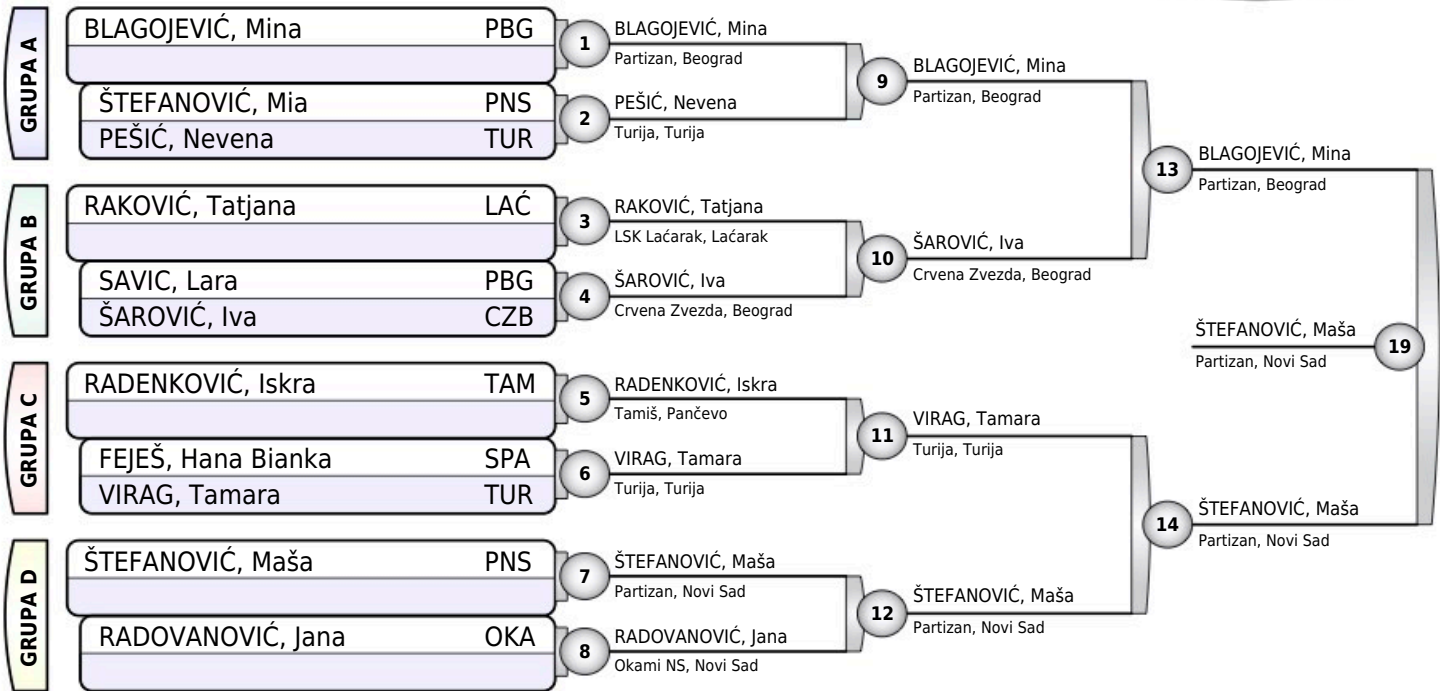 GRUPA A
BLAGOJEVIĆ, Mina PBG
ŠTEFANOVIĆ, Mia PNS
PEŠIĆ, Nevena TUR
1
BLAGOJEVIĆ, Mina
Partizan, Beograd
2
PEŠIĆ, Nevena
Turija, Turija
9
BLAGOJEVIĆ, Mina
Partizan, Beograd
GRUPA B
RAKOVIĆ, Tatjana LAĆ
SAVIC, Lara PBG
ŠAROVIĆ, Iva CZB
3
RAKOVIĆ, Tatjana
LSK Laćarak, Laćarak
4
ŠAROVIĆ, Iva
Crvena Zvezda, Beograd
10
ŠAROVIĆ, Iva
Crvena Zvezda, Beograd
13
BLAGOJEVIĆ, Mina
Partizan, Beograd
GRUPA C
RADENKOVIĆ, Iskra TAM
FEJEŠ, Hana Bianka SPA
VIRAG, Tamara TUR
5
RADENKOVIĆ, Iskra
Tamiš, Pančevo
6
VIRAG, Tamara
Turija, Turija
11
VIRAG, Tamara
Turija, Turija
GRUPA D
ŠTEFANOVIĆ, Maša PNS
RADOVANOVIĆ, Jana OKA
7
ŠTEFANOVIĆ, Maša
Partizan, Novi Sad
8
RADOVANOVIĆ, Jana
Okami NS, Novi Sad
12
ŠTEFANOVIĆ, Maša
Partizan, Novi Sad
14
ŠTEFANOVIĆ, Maša
Partizan, Novi Sad
ŠTEFANOVIĆ, Maša
Partizan, Novi Sad
19